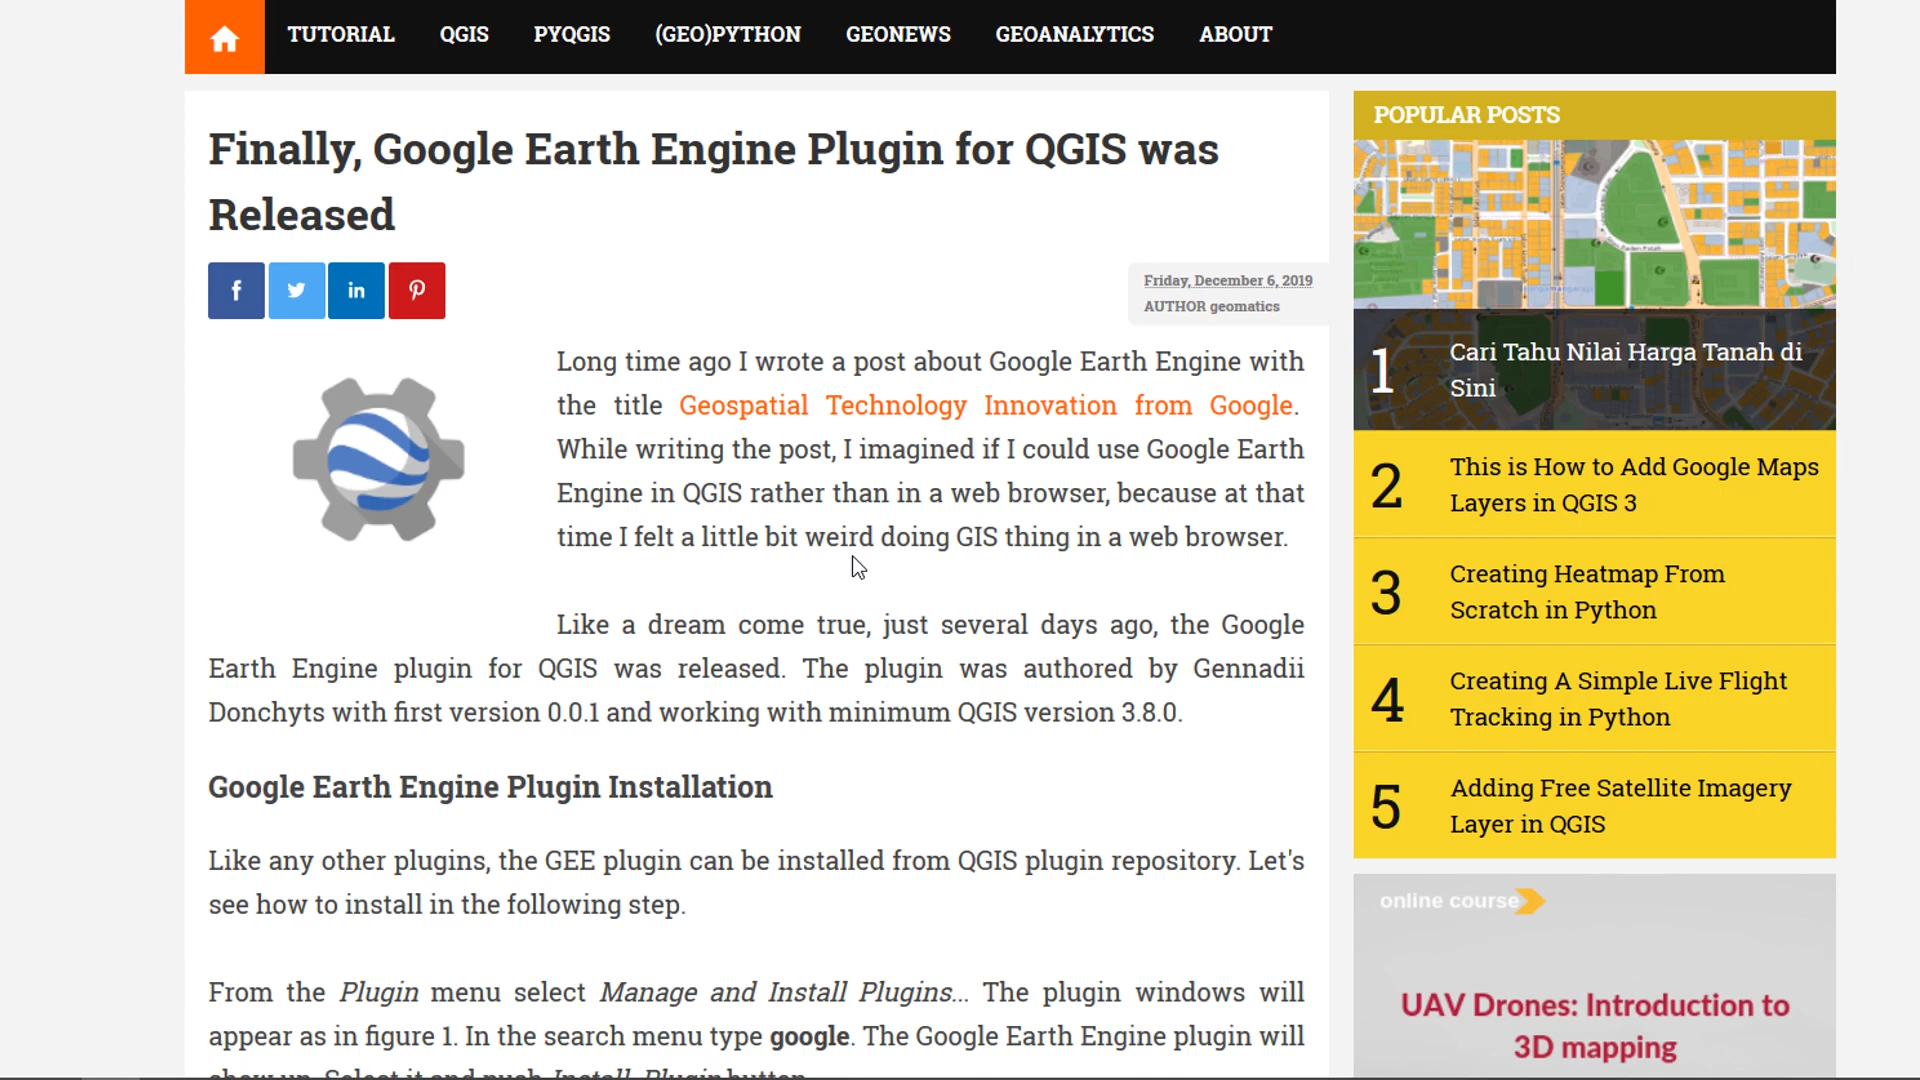 TUTORIAL QGIS PYQGIS (GEO)PYTHON GEONEWS GEOANALYTICS ABOUT
Finally, Google Earth Engine Plugin for QGIS was
Released
Friday, December 6, 2019
AUTHOR geomatics
Long time ago I wrote a post about Google Earth Engine with
the title Geospatial Technology Innovation from Google.
While writing the post, I imagined if I could use Google Earth
Engine in QGIS rather than in a web browser, because at that
time I felt a little bit weird doing GIS thing in a web browser.
Like a dream come true, just several days ago, the Google
Earth Engine plugin for QGIS was released. The plugin was authored by Gennadii
Donchyts with first version 0.0.1 and working with minimum QGIS version 3.8.0.
Google Earth Engine Plugin Installation
Like any other plugins, the GEE plugin can be installed from QGIS plugin repository. Let's
see how to install in the following step.
From the Plugin menu select Manage and Install Plugins... The plugin windows will
appear as in figure 1. In the search menu type google. The Google Earth Engine plugin will
show up. Select it and push Install Plugin button.
POPULAR POSTS
1
Cari Tahu Nilai Harga Tanah di
Sini
2
This is How to Add Google Maps
Layers in QGIS 3
3
Creating Heatmap From
Scratch in Python
4
Creating A Simple Live Flight
Tracking in Python
5
Adding Free Satellite Imagery
Layer in QGIS
online course
UAV Drones: Introduction to
3D mapping